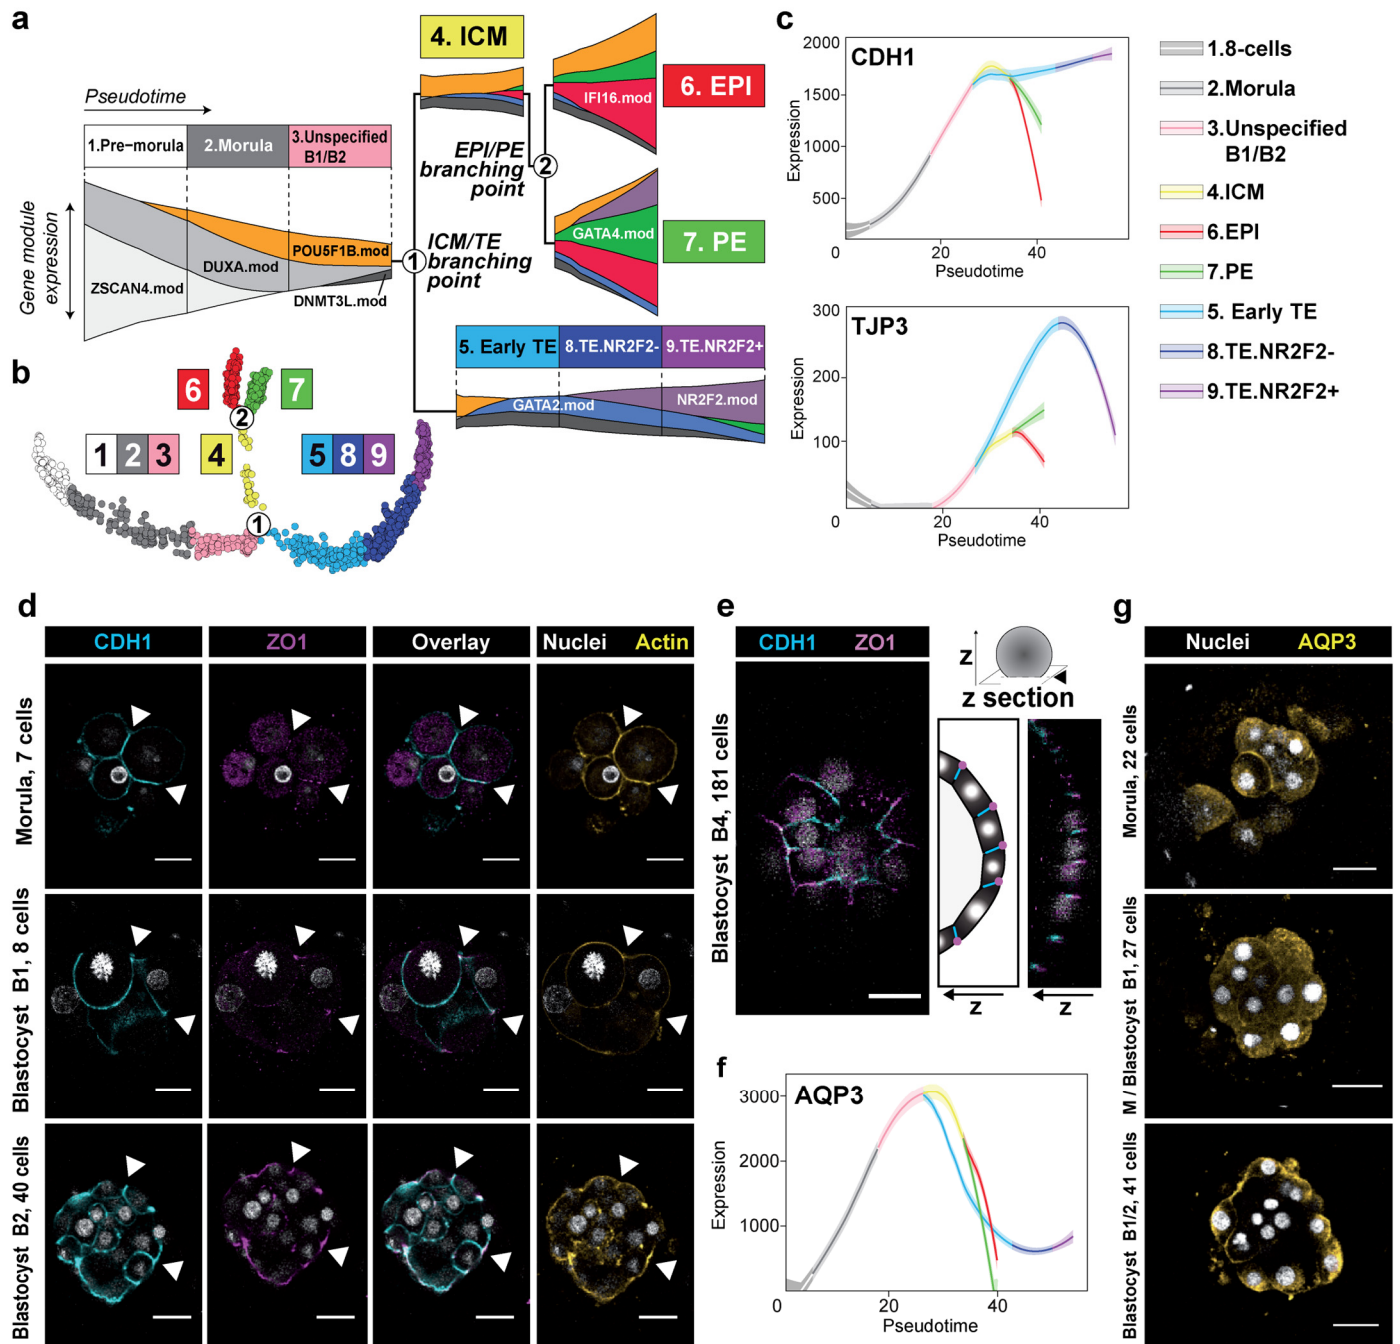 a
Pseudotime
1.Pre–morula
2.Morula
3.Unspecified
B1/B2
Gene module
expression
ZSCAN4.mod
DUXA.mod
POU5F1B.mod
DNMT3L.mod
4. ICM
EPI/PE
branching
point
2
IFI16.mod
6. EPI
GATA4.mod
7. PE
1
ICM/TE
branching
point
5. Early TE
8.TE.NR2F2-
9.TE.NR2F2+
GATA2.mod
NR2F2.mod
b
6
7
2
1
2
3
4
5
8
9
1
c
CDH1
2000
1500
1000
500
0
20
40
Expression
Pseudotime
TJP3
300
200
100
0
20
40
Expression
Pseudotime
1.8-cells
2.Morula
3.Unspecified
B1/B2
4.ICM
6.EPI
7.PE
5. Early TE
8.TE.NR2F2-
9.TE.NR2F2+
d
CDH1
ZO1
Overlay
Nuclei Actin
Morula, 7 cells
Blastocyst B1, 8 cells
Blastocyst B2, 40 cells
e
CDH1 ZO1
Blastocyst B4, 181 cells
z
z section
z
z
f
AQP3
3000
2000
1000
0
20
40
Expression
Pseudotime
g
Nuclei AQP3
Morula, 22 cells
M / Blastocyst B1, 27 cells
Blastocyst B1/2, 41 cells